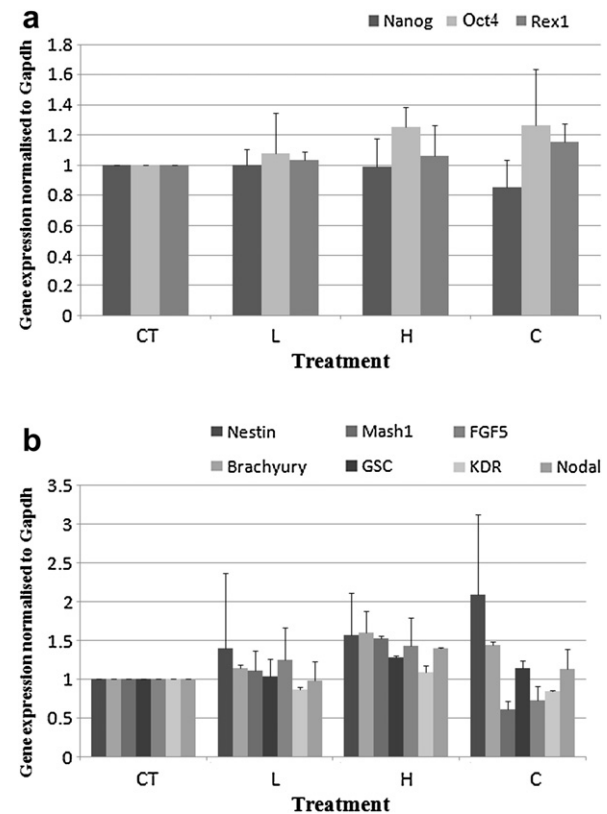 a
Nanog Oct4 Rex1
Gene expression normalised to Gapdh
1.8
1.6
1.4
1.2
1
0.8
0.6
0.4
0.2
0
CT L H C
Treatment
b
Nestin Mash1 FGF5
Brachyury GSC KDR Nodal
Gene expression normalised to Gapdh
3.5
3
2.5
2
1.5
1
0.5
0
CT L H C
Treatment